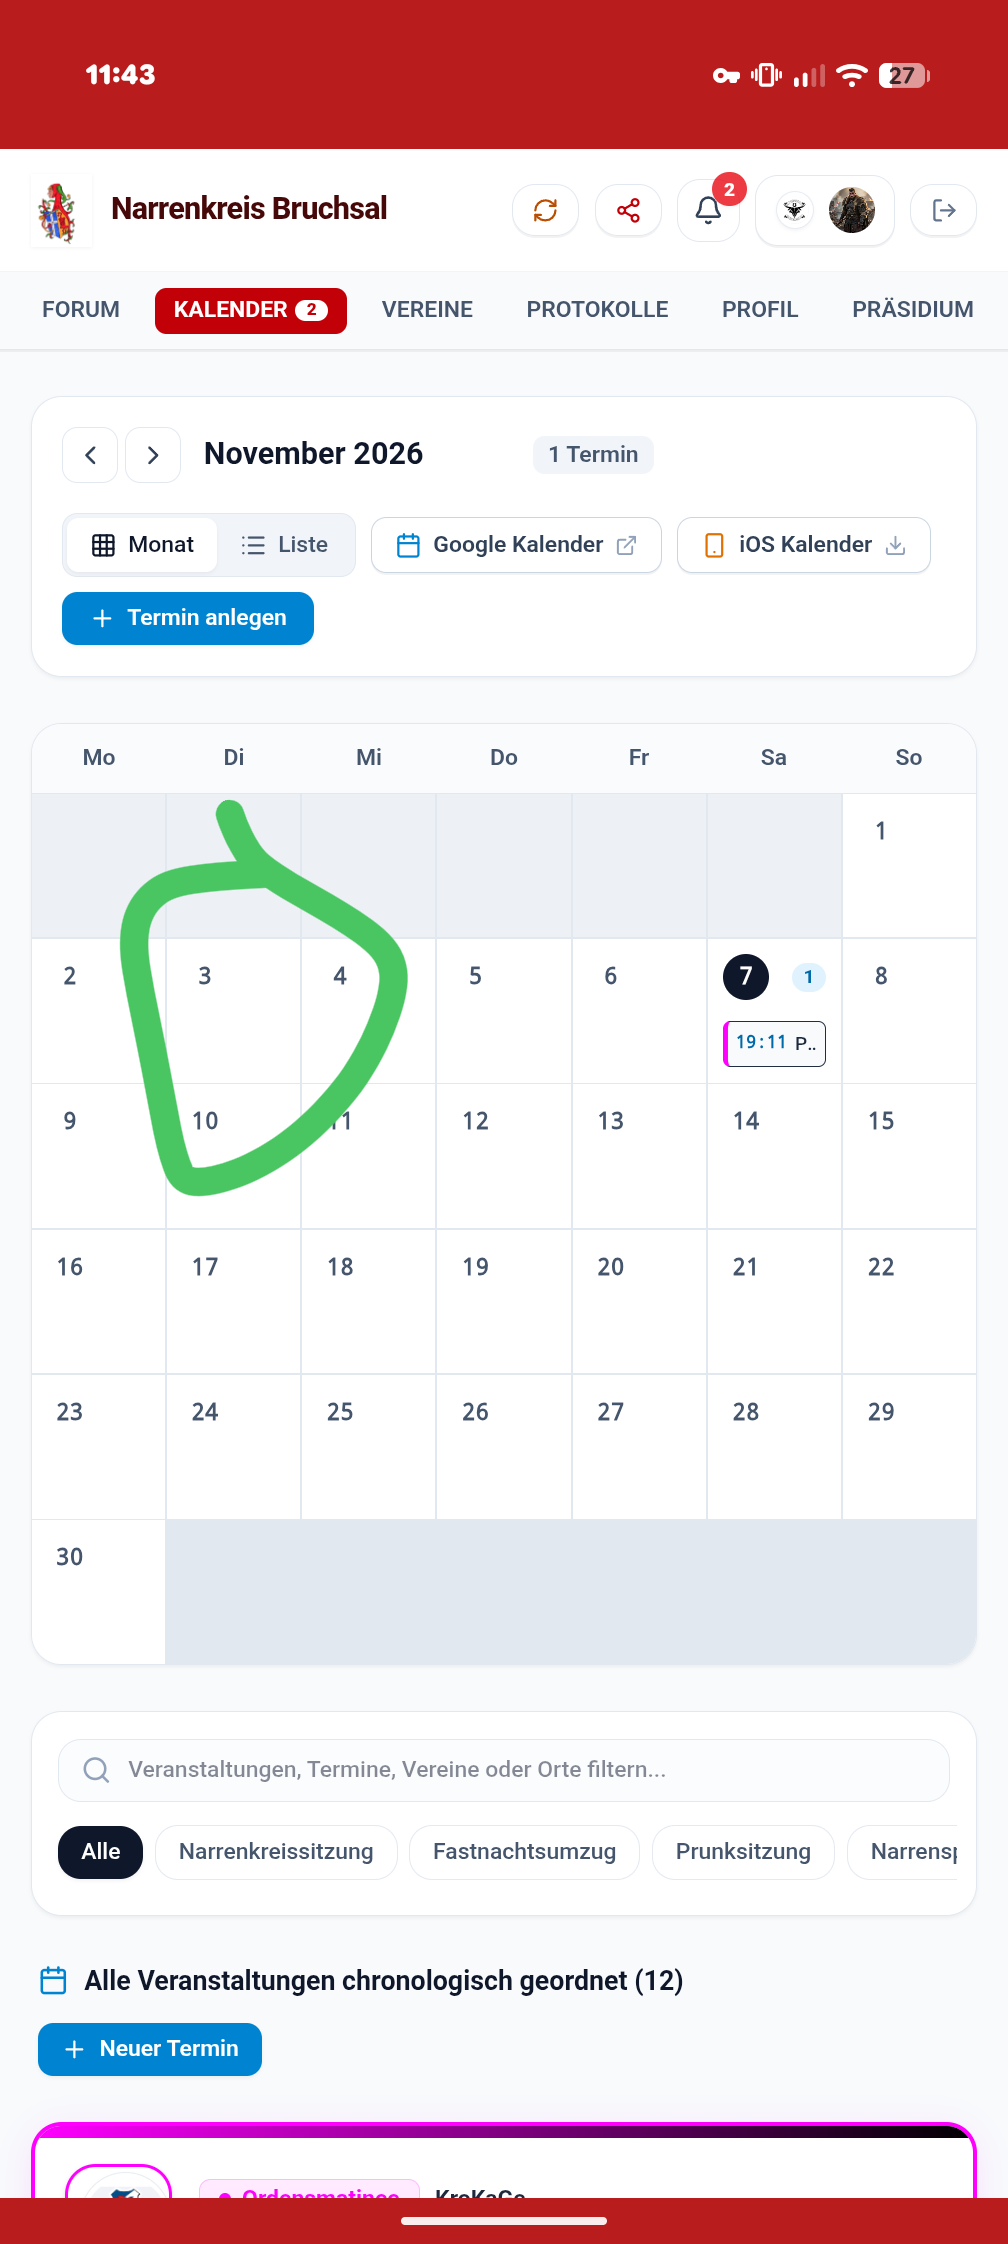 11:43
27
Narrenkreis Bruchsal
2
FORUM KALENDER 2 VEREINE PROTOKOLLE PROFIL PRÄSIDIUM
November 2026 1 Termin
Monat Liste Google Kalender iOS Kalender
Termin anlegen
Mo Di Mi Do Fr Sa So
1
2 3 4 5 6 7 1 8
19:11 P..
9 10 11 12 13 14 15
16 17 18 19 20 21 22
23 24 25 26 27 28 29
30
Veranstaltungen, Termine, Vereine oder Orte filtern...
Alle Narrenkreissitzung Fastnachtsumzug Prunksitzung Narrensp
Alle Veranstaltungen chronologisch geordnet (12)
Neuer Termin
Ordensmatinee KroKaGe